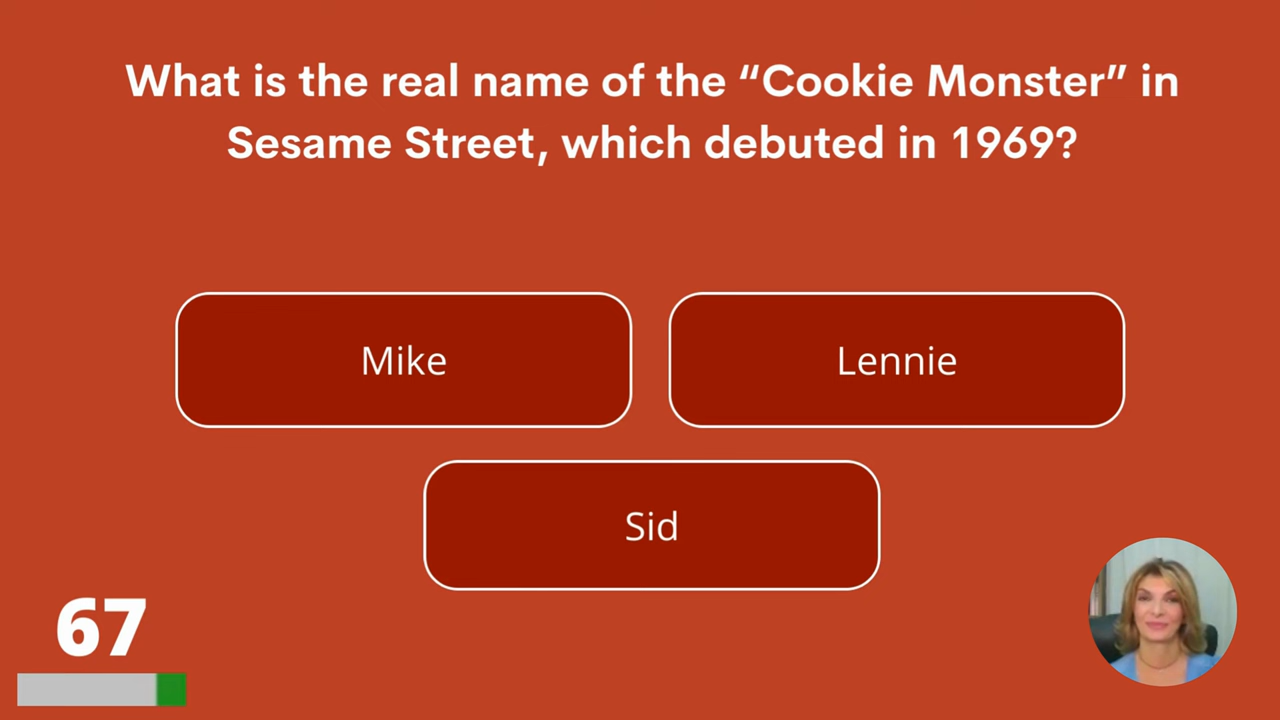 What is the real name of the “Cookie Monster” in
Sesame Street, which debuted in 1969?
Mike
Lennie
Sid
67